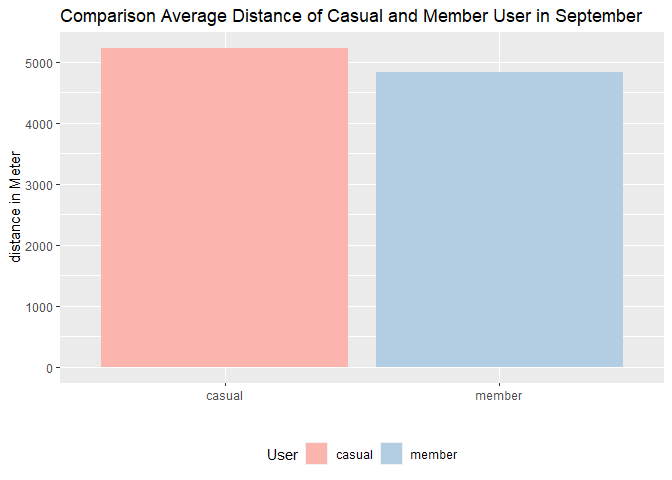 Comparison Average Distance of Casual and Member User in September
distance in Meter
5000
4000
3000
2000
1000
0
casual member
User casual member